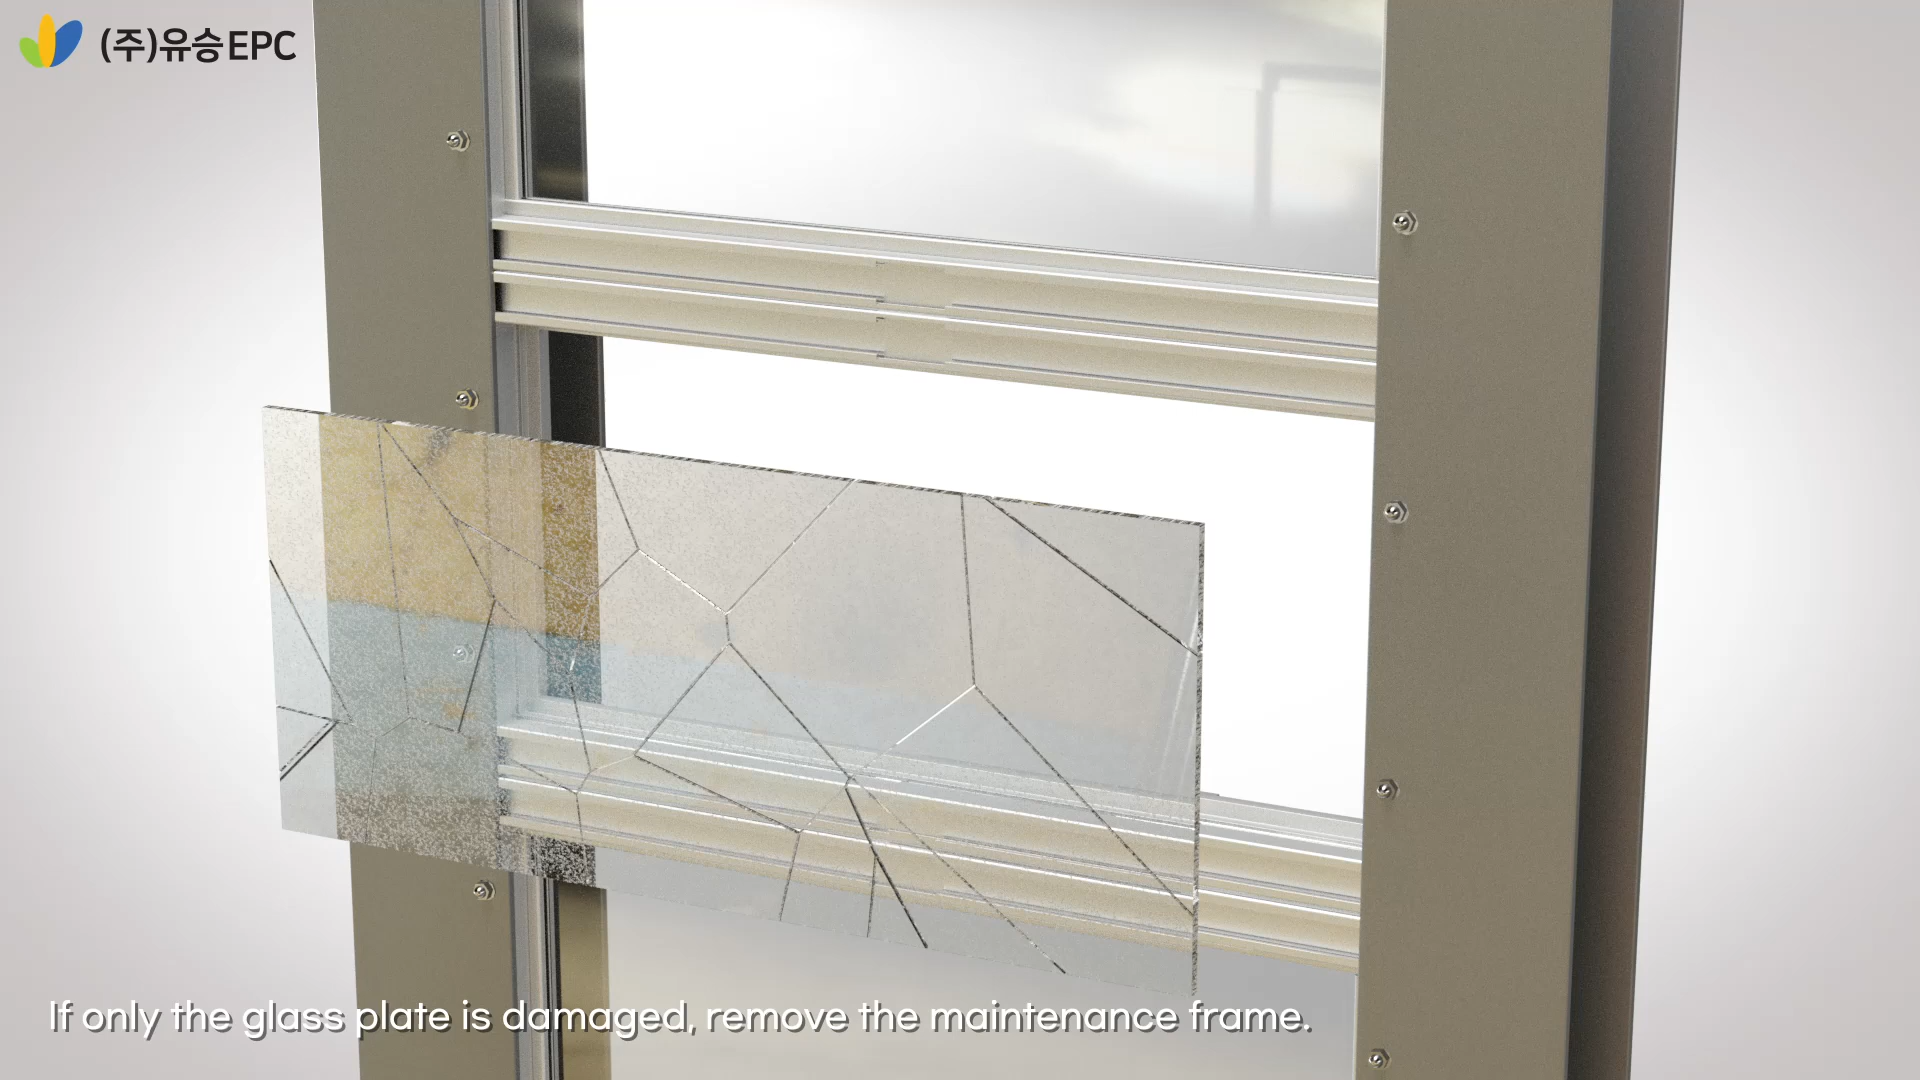 (주)유승EPC
If only the glass plate is damaged, remove the maintenance frame.